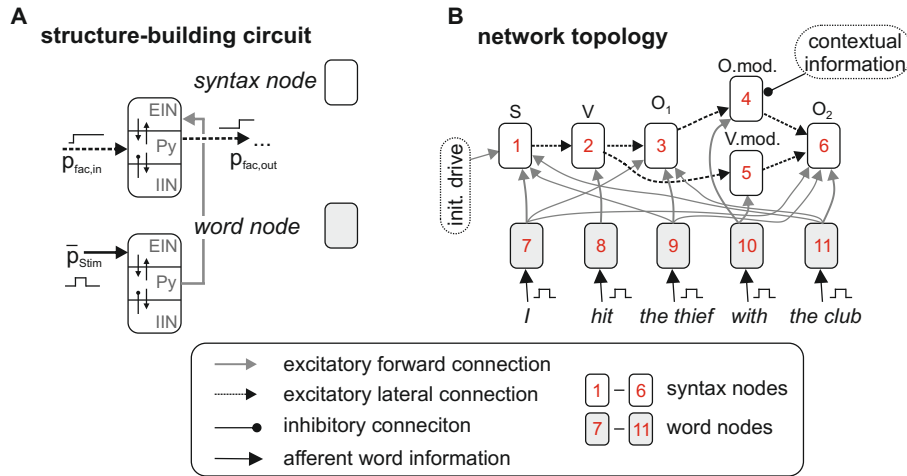 A
structure-building circuit
syntax node
EIN
Py
IIN
p fac,in
p fac,out
...
word node
p̅ Stim
EIN
Py
IIN
B
network topology
contextual
information
O.mod.
S
V
O1
V.mod.
O2
init. drive
1
2
3
4
5
6
7
8
9
10
11
I
hit
the thief
with
the club
excitatory forward connection
excitatory lateral connection
inhibitory conneciton
afferent word information
1 – 6 syntax nodes
7 – 11 word nodes